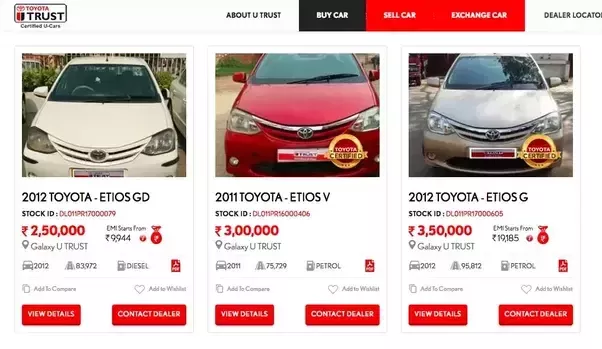 TOYOTA
U TRUST
Certified U-Cars
ABOUT U TRUST
BUY CAR
SELL CAR
EXCHANGE CAR
DEALER LOCATO
U TRUST
2012 TOYOTA - ETIOS GD
STOCK ID : DL011PR17000079
₹ 2,50,000
EMI Starts From
₹9,944
Galaxy U TRUST
2012
83,972
DIESEL
Add To Compare
Add to Wishlist
VIEW DETAILS
CONTACT DEALER
U TRUST
TOYOTA
CERTIFIED
2011 TOYOTA - ETIOS V
STOCK ID : DL011PR16000406
₹ 3,00,000
Galaxy U TRUST
2011
75,729
PETROL
Add To Compare
Add to Wishlist
VIEW DETAILS
CONTACT DEALER
U TRUST
TOYOTA
CERTIFIED
2012 TOYOTA - ETIOS G
STOCK ID : DL011PR17000605
₹ 3,50,000
EMI Starts From
₹19,185
Galaxy U TRUST
2012
95,812
PETROL
Add To Compare
Add to Wishlist
VIEW DETAILS
CONTACT DEALER